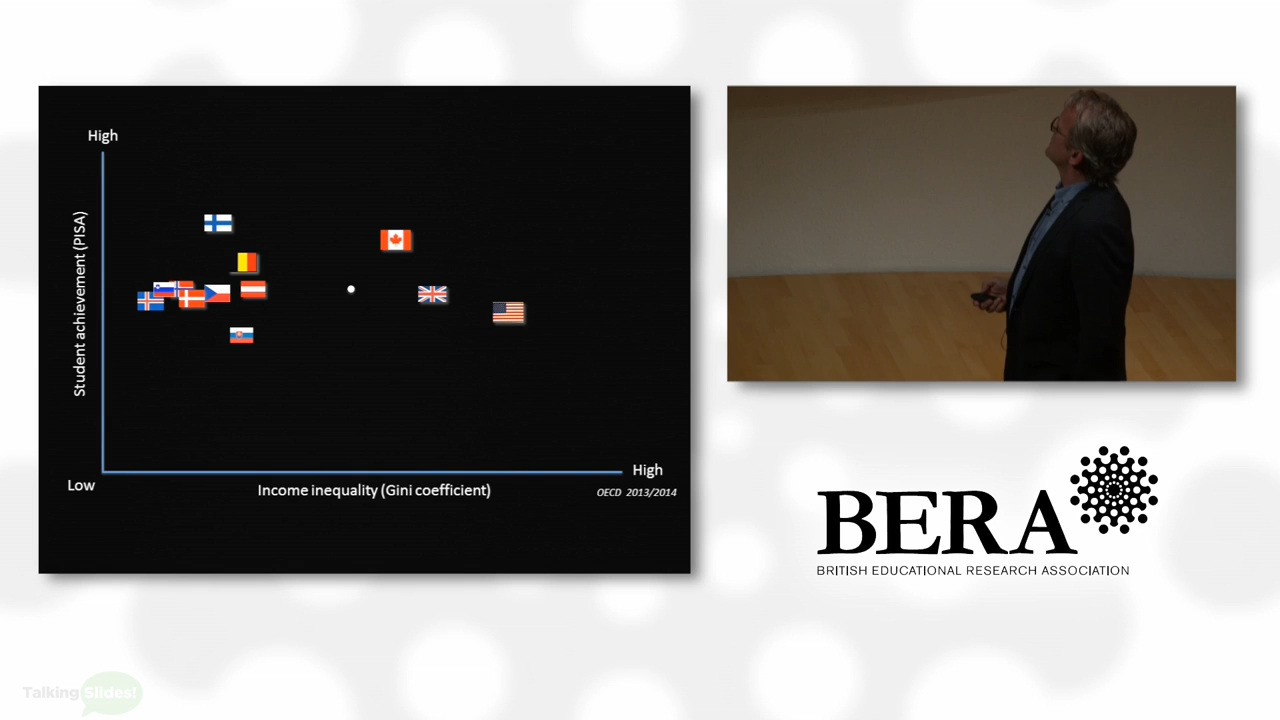 High
Student achievement (PISA)
Low
High
Income inequality (Gini coefficient)
OECD 2013/2014
BERA
BRITISH EDUCATIONAL RESEARCH ASSOCIATION
Talking Slides!